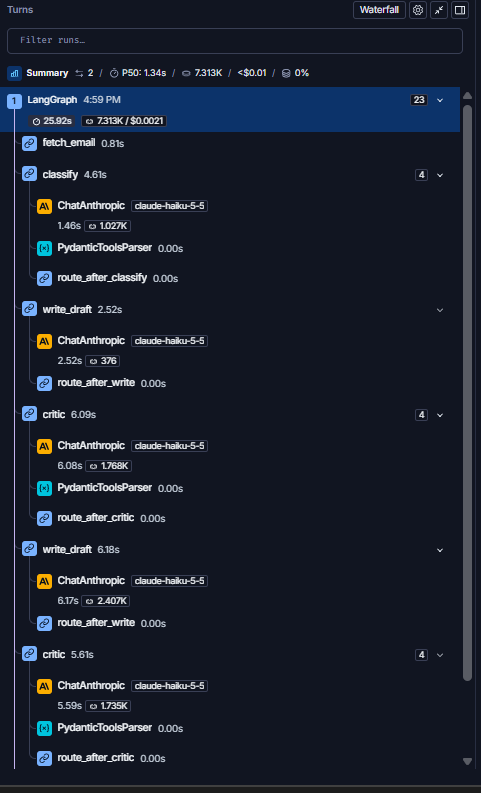 Turns
Waterfall
Filter runs…
Summary 2 / P50: 1.34s / 7.313K / <$0.01 / 0%
1 LangGraph 4:59 PM 23
25.92s 7.313K / $0.0021
fetch_email 0.81s
classify 4.61s 4
ChatAnthropic claude-haiku-5-5
1.46s 1.027K
PydanticToolsParser 0.00s
route_after_classify 0.00s
write_draft 2.52s
ChatAnthropic claude-haiku-5-5
2.52s 376
route_after_write 0.00s
critic 6.09s 4
ChatAnthropic claude-haiku-5-5
6.08s 1.768K
PydanticToolsParser 0.00s
route_after_critic 0.00s
write_draft 6.18s
ChatAnthropic claude-haiku-5-5
6.17s 2.407K
route_after_write 0.00s
critic 5.61s 4
ChatAnthropic claude-haiku-5-5
5.59s 1.735K
PydanticToolsParser 0.00s
route_after_critic 0.00s